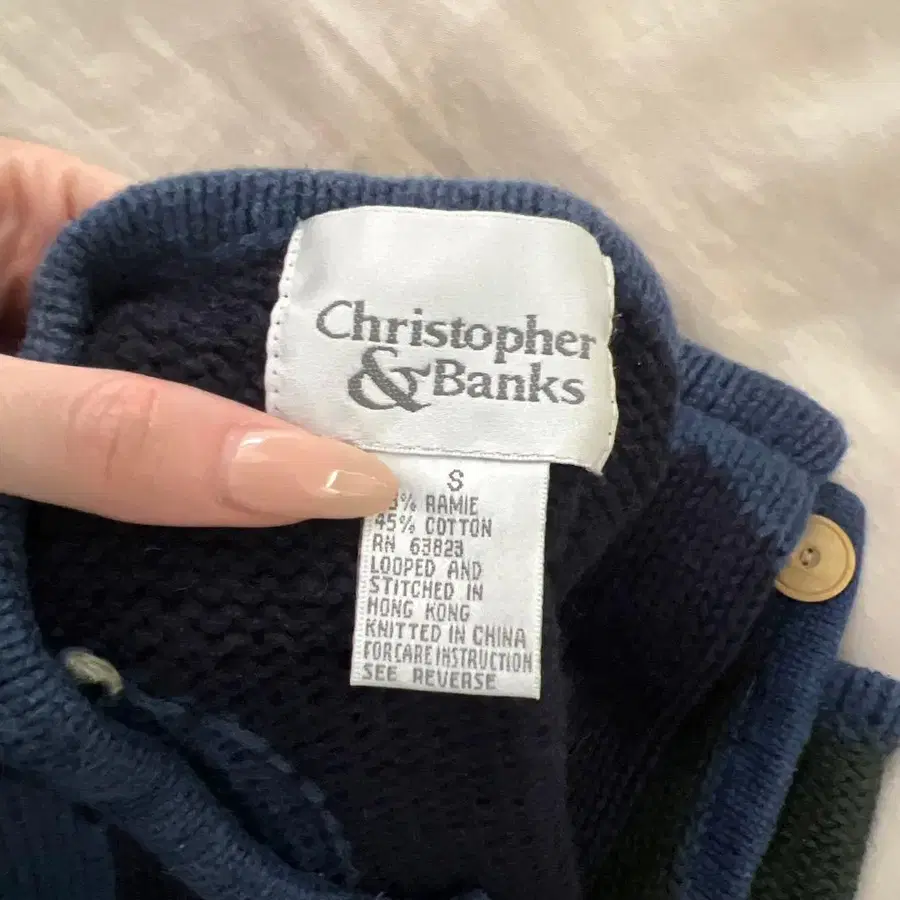 Christopher
& Banks
S
% RAMIE
45% COTTON
RN 63823
LOOPED AND
STITCHED IN
HONG KONG
KNITTED IN CHINA
FOR CARE INSTRUCTION
SEE REVERSE